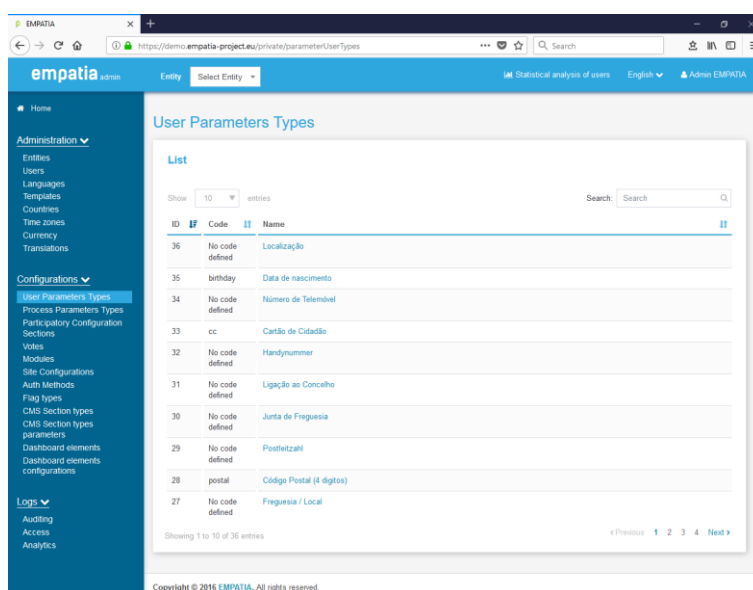 EMPATIA
https://demo.empatia-project.eu/private/parameterUserTypes
Search
empatia admin
Entity
Select Entity
Statistical analysis of users
English
Admin EMPATIA
Home
Administration
Entities
Users
Languages
Templates
Countries
Time zones
Currency
Translations
Configurations
User Parameters Types
Process Parameters Types
Participatory Configuration
Sections
Votes
Modules
Site Configurations
Auth Methods
Flag types
CMS Section types
CMS Section types
parameters
Dashboard elements
Dashboard elements
configurations
Logs
Auditing
Access
Analytics
User Parameters Types
List
Show 10 entries
Search: Search
ID Code Name
36 No code defined Localização
35 birthday Data de nascimento
34 No code defined Número de Telemóvel
33 cc Cartão de Cidadão
32 No code defined Handynummer
31 No code defined Ligação ao Concelho
30 No code defined Junta de Freguesia
29 No code defined Postleitzahl
28 postal Código Postal (4 digitos)
27 No code defined Freguesia / Local
Showing 1 to 10 of 36 entries
Previous 1 2 3 4 Next
Copyright © 2016 EMPATIA. All rights reserved.